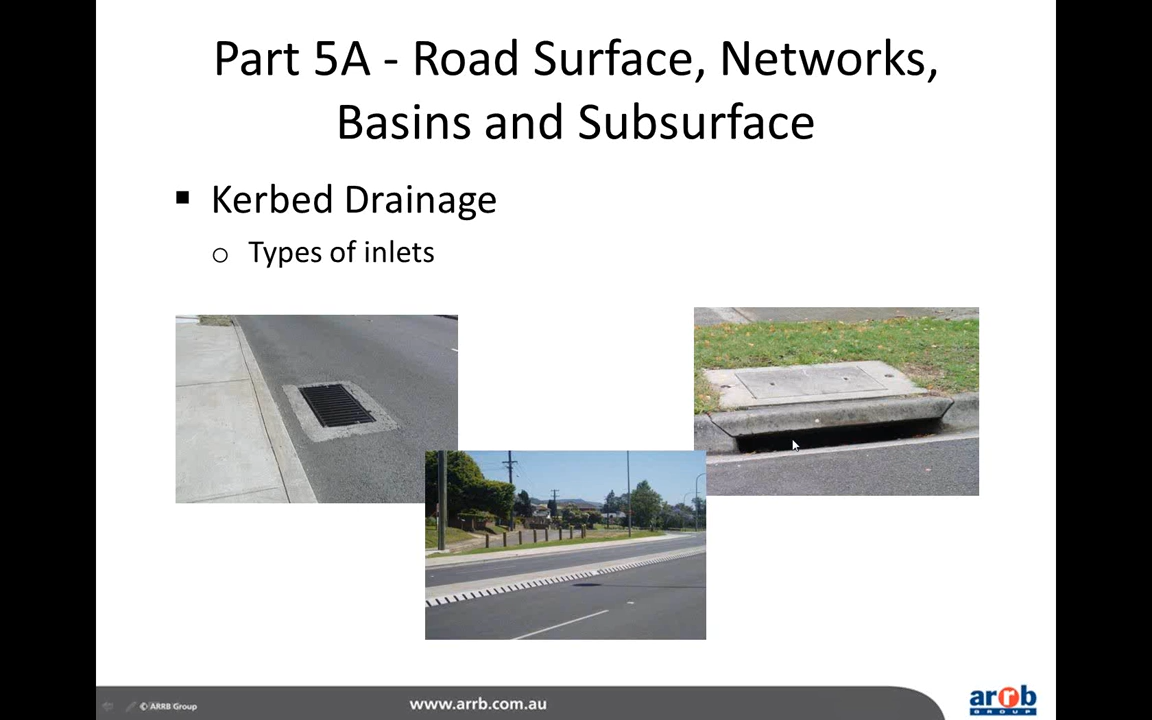 Part 5A - Road Surface, Networks,
Basins and Subsurface
Kerbed Drainage
Types of inlets
© ARRB Group
www.arrb.com.au
arrb
GROUP